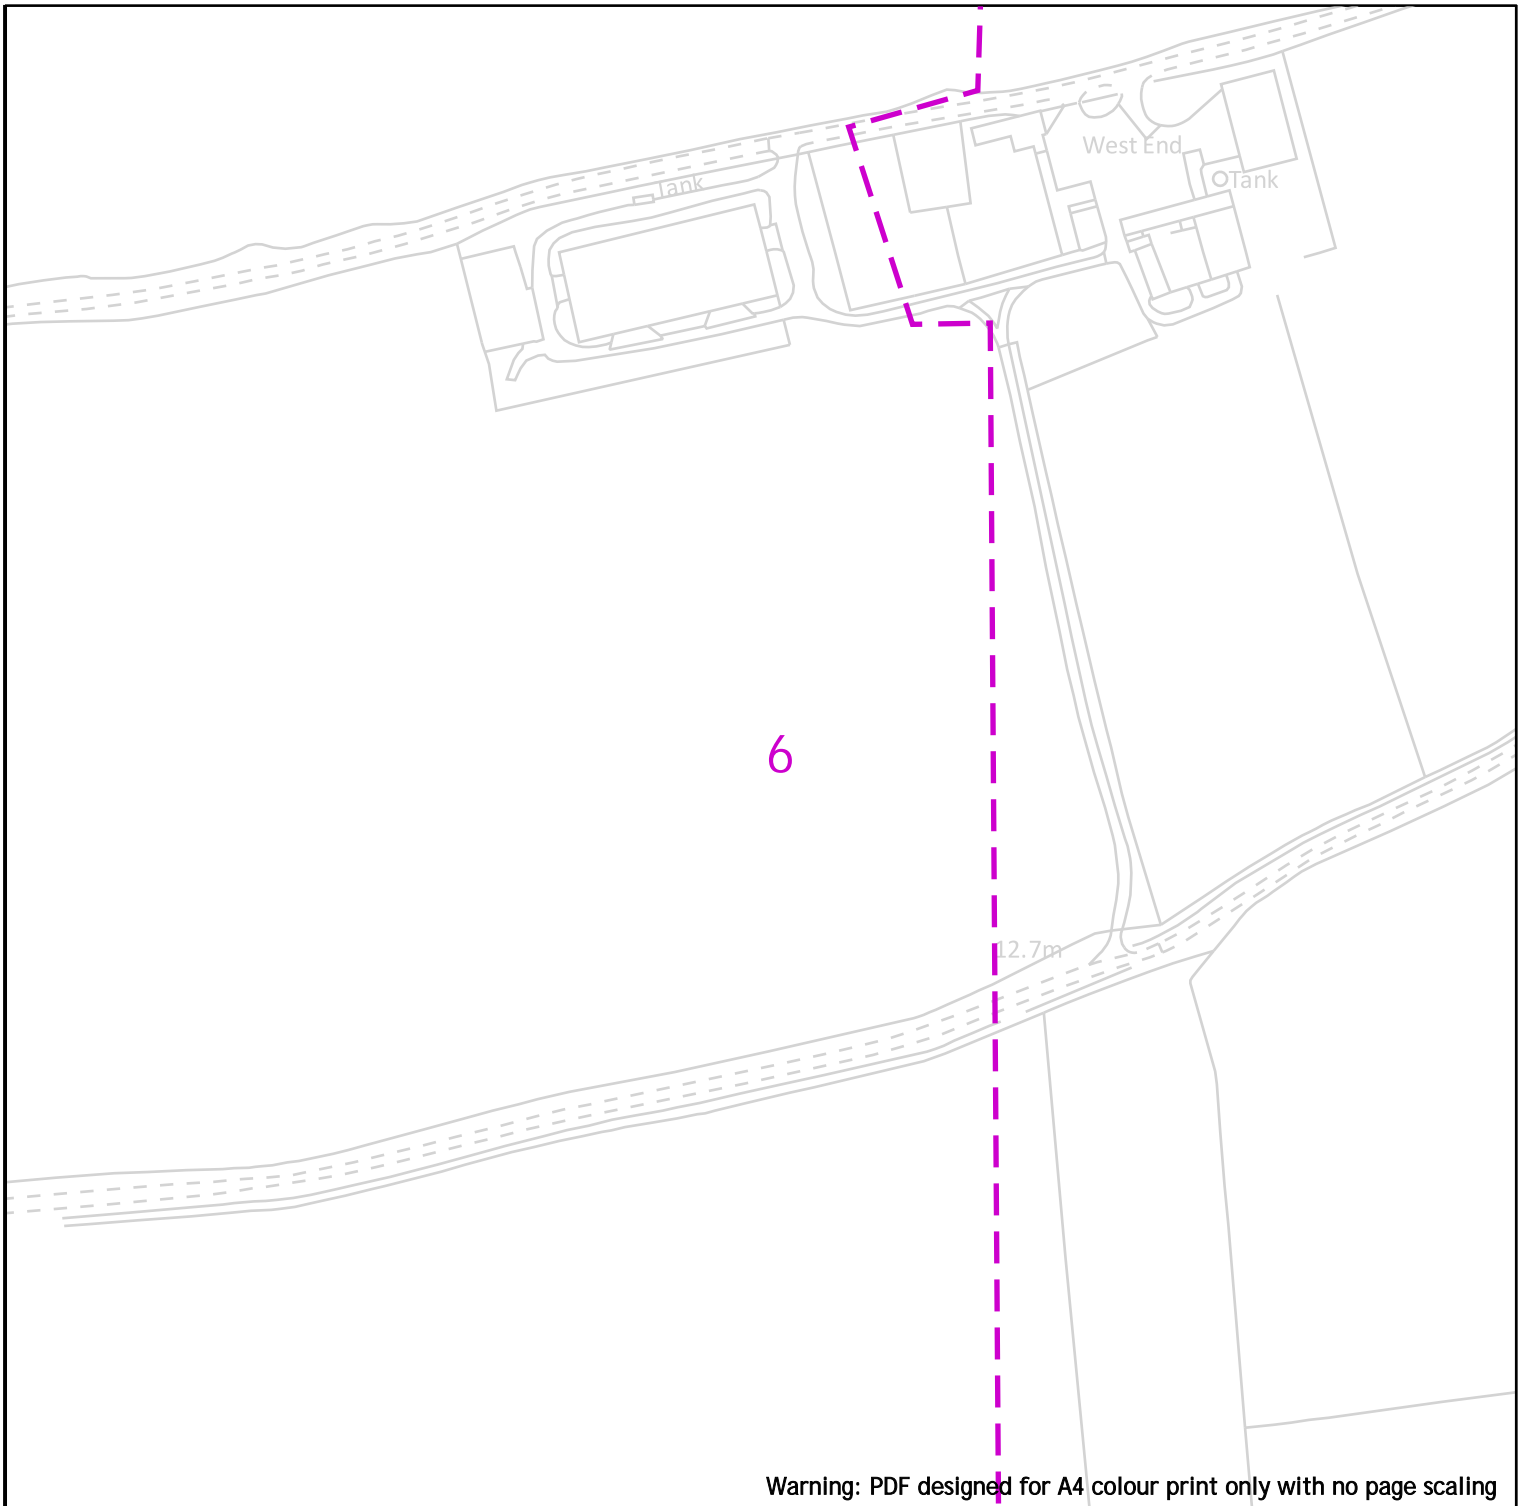 West End
Tank
Tank
6
12.7m
Warning: PDF designed for A4 colour print only with no page scaling